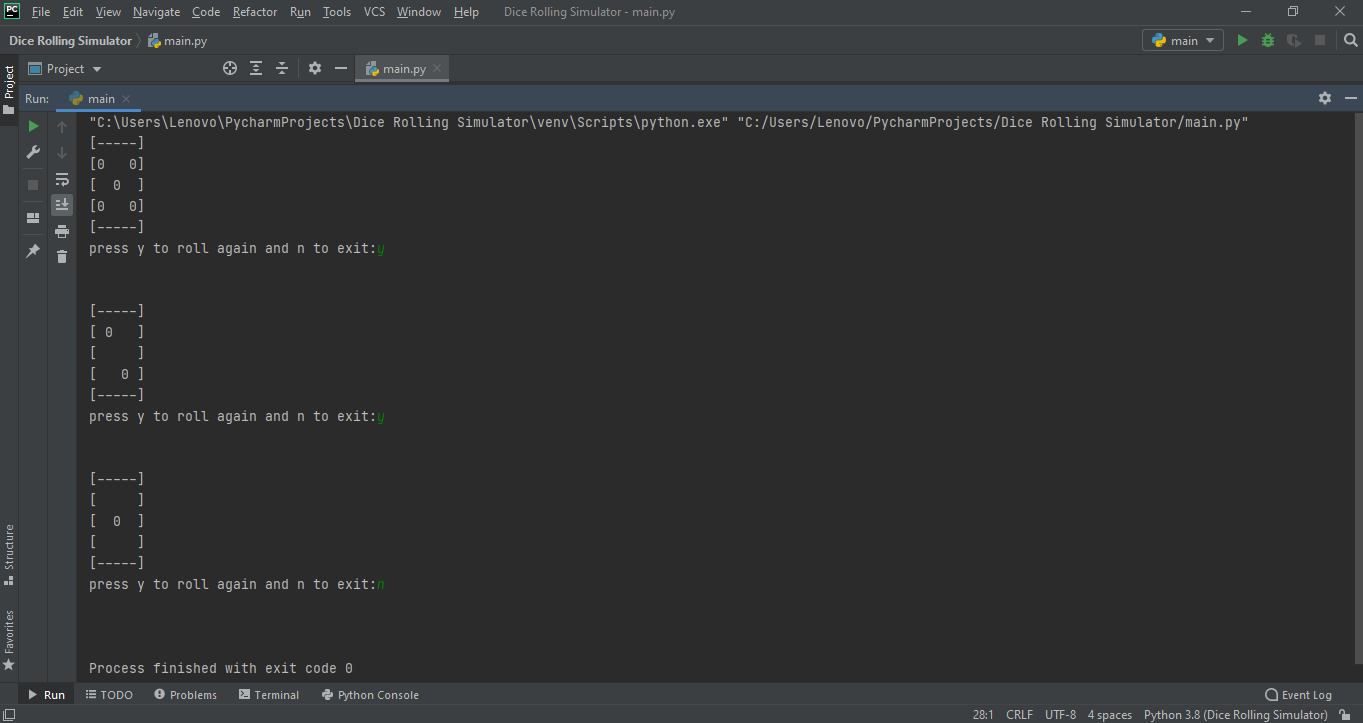 PC File Edit View Navigate Code Refactor Run Tools VCS Window Help Dice Rolling Simulator - main.py
Dice Rolling Simulator main.py main
Project Project main.py
Run: main
"C:\Users\Lenovo\PycharmProjects\Dice Rolling Simulator\venv\Scripts\python.exe" "C:/Users/Lenovo/PycharmProjects/Dice Rolling Simulator/main.py"
[-----]
[0   0]
[  0  ]
[0   0]
[-----]
press y to roll again and n to exit:y
[-----]
[ 0   ]
[     ]
[   0 ]
[-----]
press y to roll again and n to exit:y
[-----]
[     ]
[  0  ]
[     ]
[-----]
press y to roll again and n to exit:n
Process finished with exit code 0
Structure
Favorites
Run TODO Problems Terminal Python Console Event Log
28:1 CRLF UTF-8 4 spaces Python 3.8 (Dice Rolling Simulator)